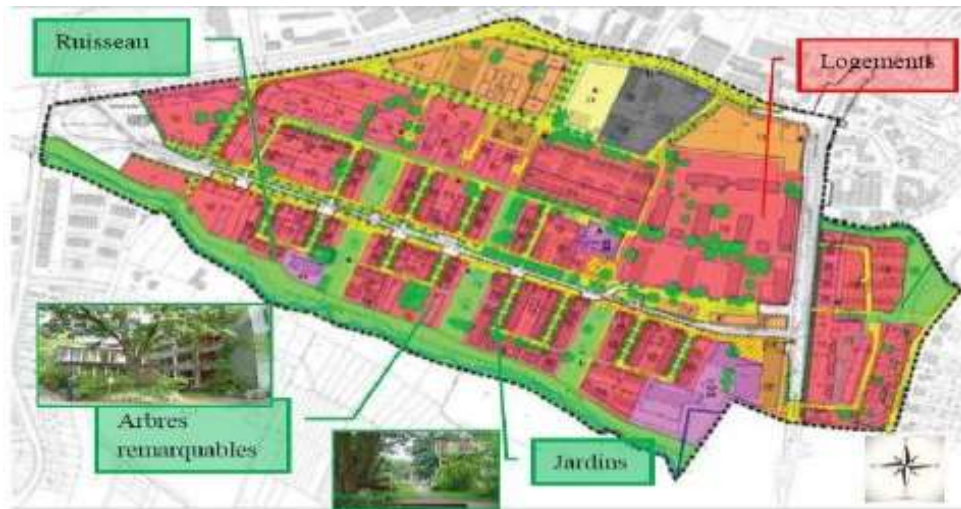 Ruisseau
Logements
Arbres
remarquables
Jardins